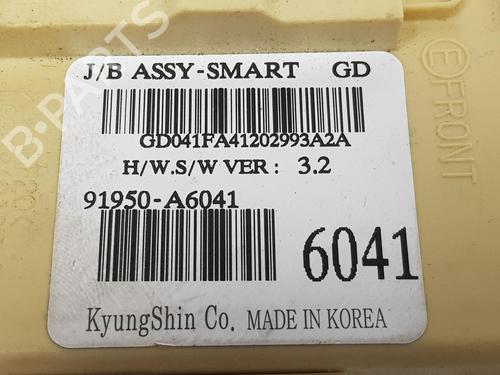 J/B ASSY-SMART GD
GD041FA41202993A2A
H/W.S/W VER : 3.2
91950-A6041
6041
KyungShin Co. MADE IN KOREA
E FRONT
B-PARTS